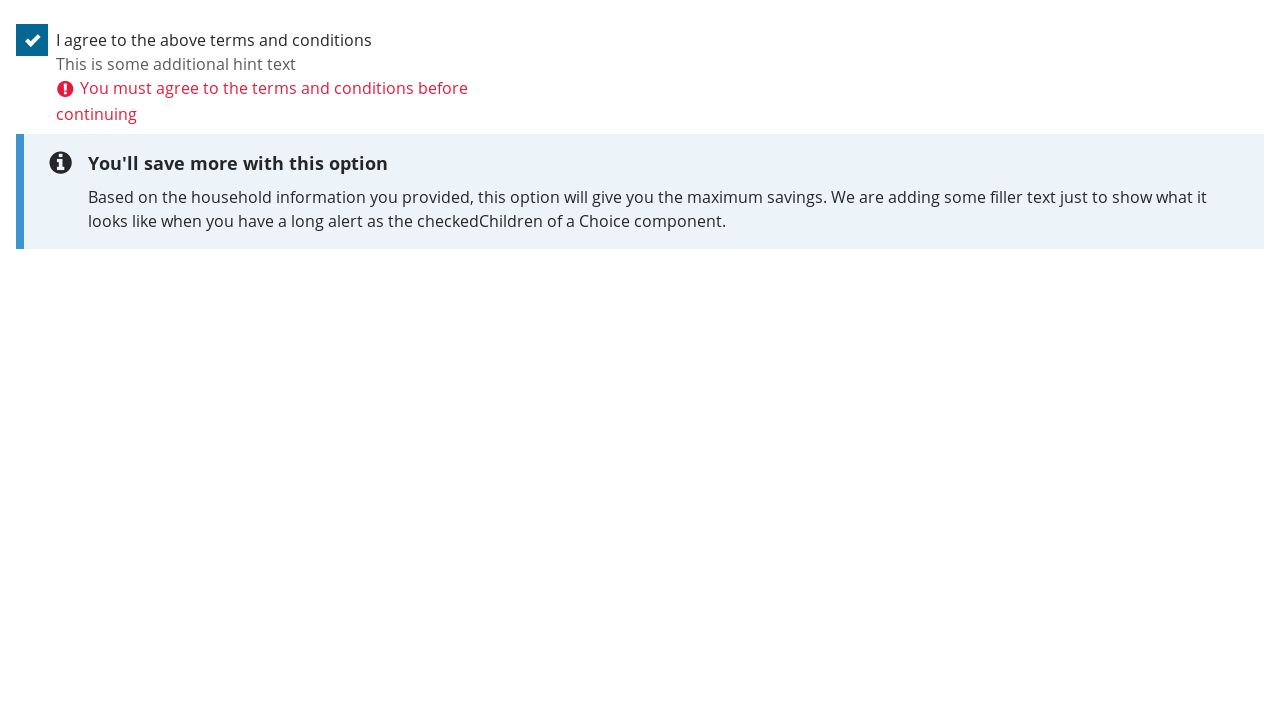 I agree to the above terms and conditions
This is some additional hint text
You must agree to the terms and conditions before
continuing
You'll save more with this option
Based on the household information you provided, this option will give you the maximum savings. We are adding some filler text just to show what it
looks like when you have a long alert as the checkedChildren of a Choice component.